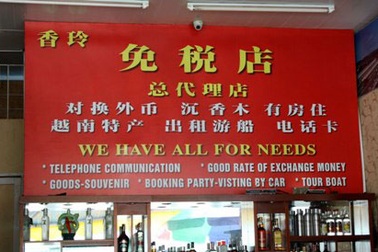 香玲
免税店
总代理店
对换外币 沉香木 有房住
越南特产 出租游船 电话卡
WE HAVE ALL FOR NEEDS
* TELEPHONE COMMUNICATION * GOOD RATE OF EXCHANGE MONEY
* GOODS-SOUVENIR * BOOKING PARTY-VISTING BY CAR * TOUR BOAT